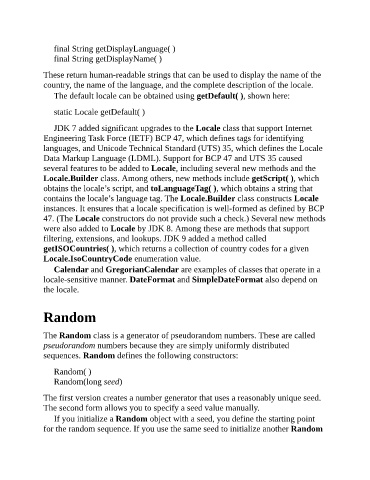 final String getDisplayLanguage( )
final String getDisplayName( )
These return human-readable strings that can be used to display the name of the
country, the name of the language, and the complete description of the locale.
The default locale can be obtained using getDefault( ), shown here:
static Locale getDefault( )
JDK 7 added significant upgrades to the Locale class that support Internet
Engineering Task Force (IETF) BCP 47, which defines tags for identifying
languages, and Unicode Technical Standard (UTS) 35, which defines the Locale
Data Markup Language (LDML). Support for BCP 47 and UTS 35 caused
several features to be added to Locale, including several new methods and the
Locale.Builder class. Among others, new methods include getScript( ), which
obtains the locale's script, and toLanguageTag( ), which obtains a string that
contains the locale's language tag. The Locale.Builder class constructs Locale
instances. It ensures that a locale specification is well-formed as defined by BCP
47. (The Locale constructors do not provide such a check.) Several new methods
were also added to Locale by JDK 8. Among these are methods that support
filtering, extensions, and lookups. JDK 9 added a method called
getISOCountries( ), which returns a collection of country codes for a given
Locale.IsoCountryCode enumeration value.
Calendar and GregorianCalendar are examples of classes that operate in a
locale-sensitive manner. DateFormat and SimpleDateFormat also depend on
the locale.
Random
The Random class is a generator of pseudorandom numbers. These are called
pseudorandom numbers because they are simply uniformly distributed
sequences. Random defines the following constructors:
Random( )
Random(long seed)
The first version creates a number generator that uses a reasonably unique seed.
The second form allows you to specify a seed value manually.
If you initialize a Random object with a seed, you define the starting point
for the random sequence. If you use the same seed to initialize another Random